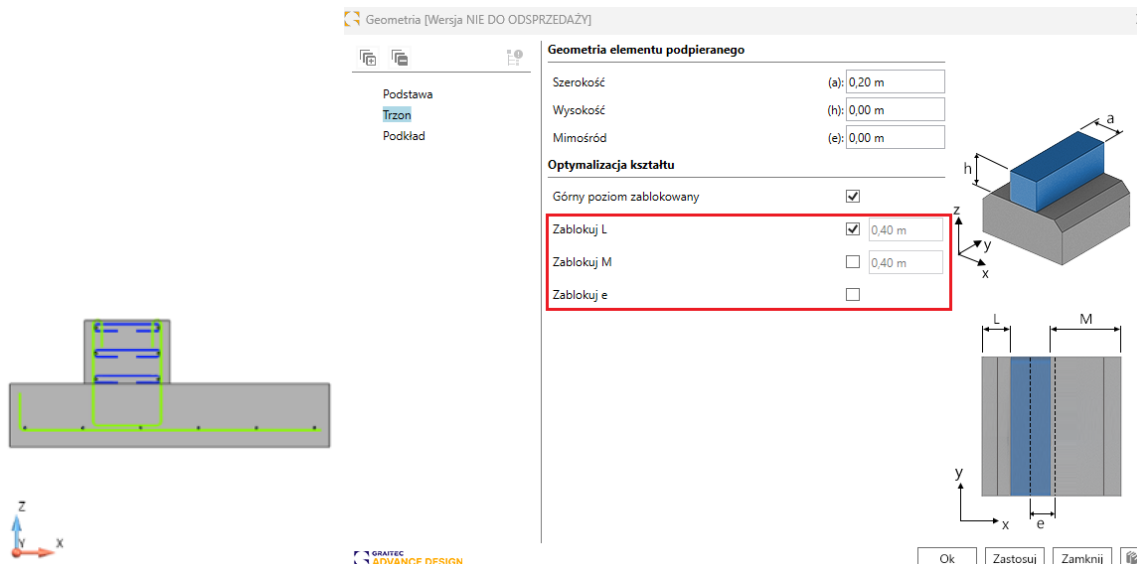 Geometria [Wersja NIE DO ODSPRZEDAŻY]
Podstawa
Trzon
Podkład
Geometria elementu podpieranego
Szerokość (a): 0,20 m
Wysokość (h): 0,00 m
Mimośród (e): 0,00 m
Optymalizacja kształtu
Górny poziom zablokowany
Zablokuj L 0,40 m
Zablokuj M 0,40 m
Zablokuj e
a
h
z
y
x
L M
y
x e
Z
Y X
GRAITEC
ADVANCE DESIGN
Ok Zastosuj Zamknij